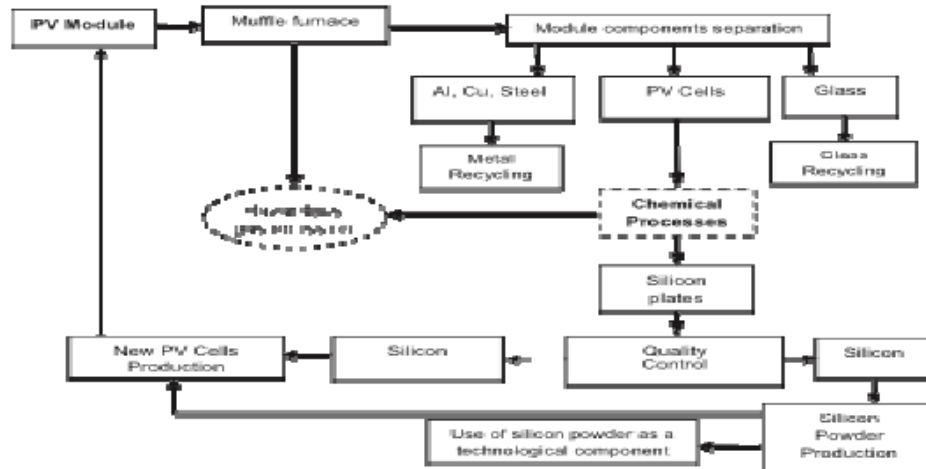 PV Module
Muffle furnace
Module components separation
Al, Cu, Steel
PV Cells
Glass
Metall
Recycling
Glass
Recycling
Chemical
Processes
Silicon
plates
New PV Cells
Production
Silicon
Quality
Control
Silicon
Silicon
Powder
Production
Use of silicon powder as a
technological component